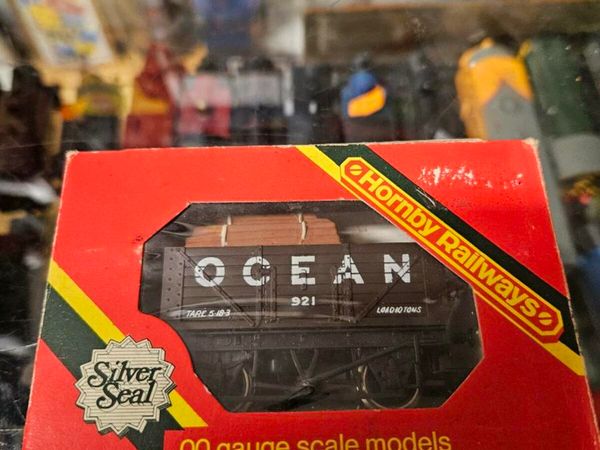 Hornby Railways
OCEAN
921
TARE 5.18.3
LOAD 10 TONS
Silver
Seal
00 gauge scale models